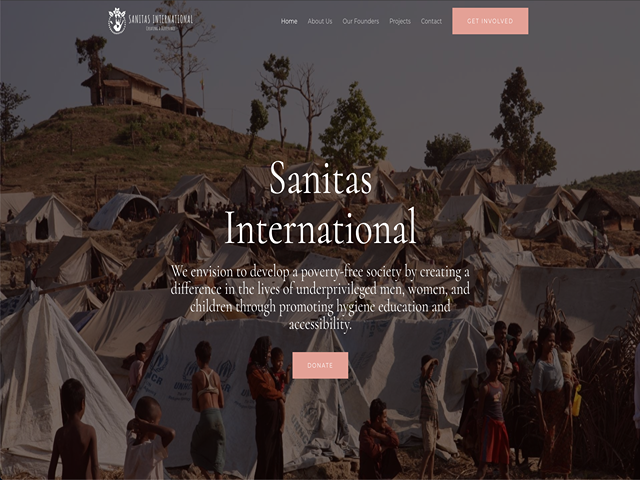 SANITAS INTERNATIONAL
Home About Us Our Founders Projects Contact GET INVOLVED
Sanitas
International
We envision to develop a poverty-free society by creating a
difference in the lives of underprivileged men, women, and
children through promoting hygiene education and
accessibility.
DONATE
UNHCR